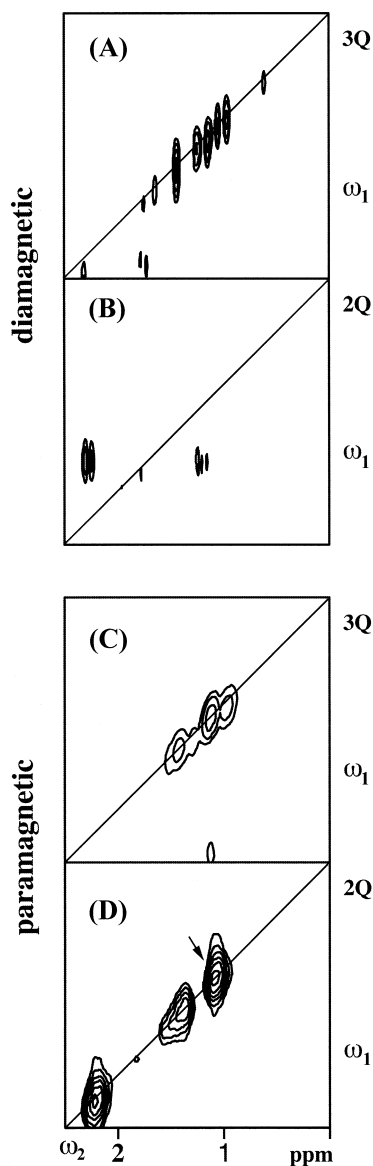 (A)
3Q
ω1
diamagnetic
(B)
2Q
ω1
(C)
3Q
ω1
paramagnetic
(D)
2Q
ω1
ω2 2 1 ppm